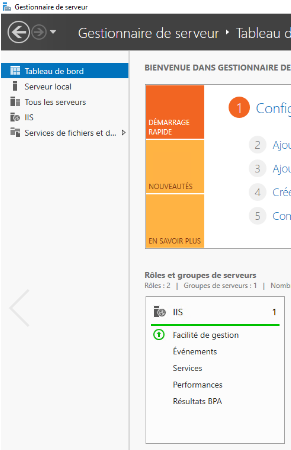 Gestionnaire de serveur
Gestionnaire de serveur • Tableau d
Tableau de bord
Serveur local
Tous les serveurs
IIS
Services de fichiers et d...
BIENVENUE DANS GESTIONNAIRE DE
DÉMARRAGE
RAPIDE
NOUVEAUTÉS
EN SAVOIR PLUS
1 Config
2 Ajou
3 Ajou
4 Créé
5 Con
Rôles et groupes de serveurs
Rôles : 2 | Groupes de serveurs : 1 | Nomb
IIS 1
Facilité de gestion
Événements
Services
Performances
Résultats BPA